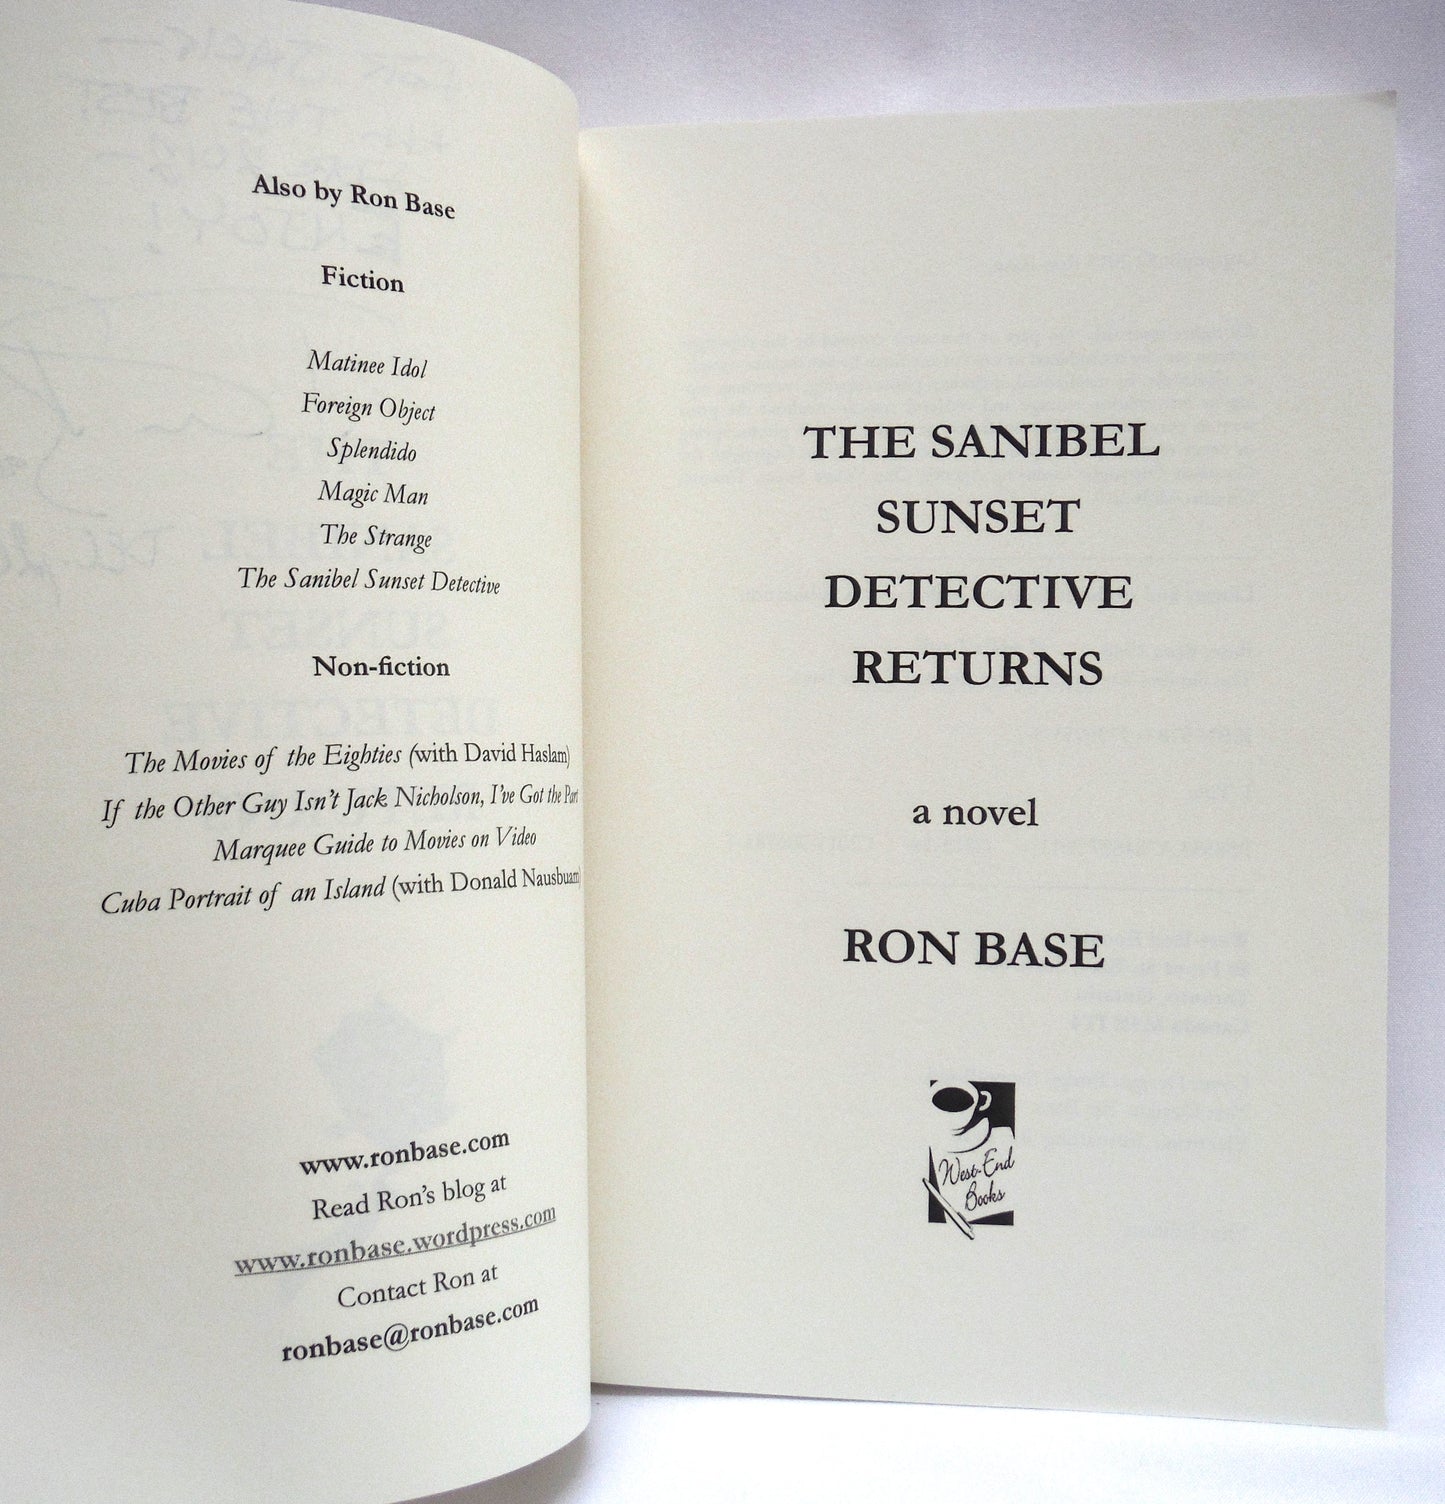 Also by Ron Base
Fiction
Matinee Idol
Foreign Object
Splendido
Magic Man
The Strange
The Sanibel Sunset Detective
Non-fiction
The Movies of the Eighties (with David Haslam)
If the Other Guy Isn't Jack Nicholson, I've Got the Part
Marquee Guide to Movies on Video
Cuba Portrait of an Island (with Donald Nausbuam)
www.ronbase.com
Read Ron's blog at
www.ronbase.wordpress.com
Contact Ron at
ronbase@ronbase.com
THE SANIBEL
SUNSET
DETECTIVE
RETURNS
a novel
RON BASE
West-End
Books